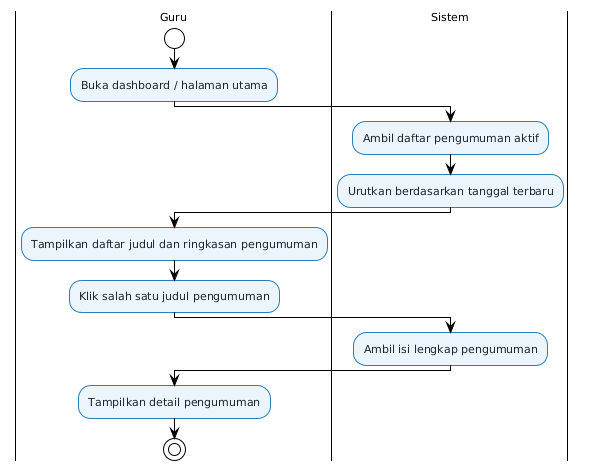 Guru
Sistem
Buka dashboard / halaman utama
Ambil daftar pengumuman aktif
Urutkan berdasarkan tanggal terbaru
Tampilkan daftar judul dan ringkasan pengumuman
Klik salah satu judul pengumuman
Ambil isi lengkap pengumuman
Tampilkan detail pengumuman